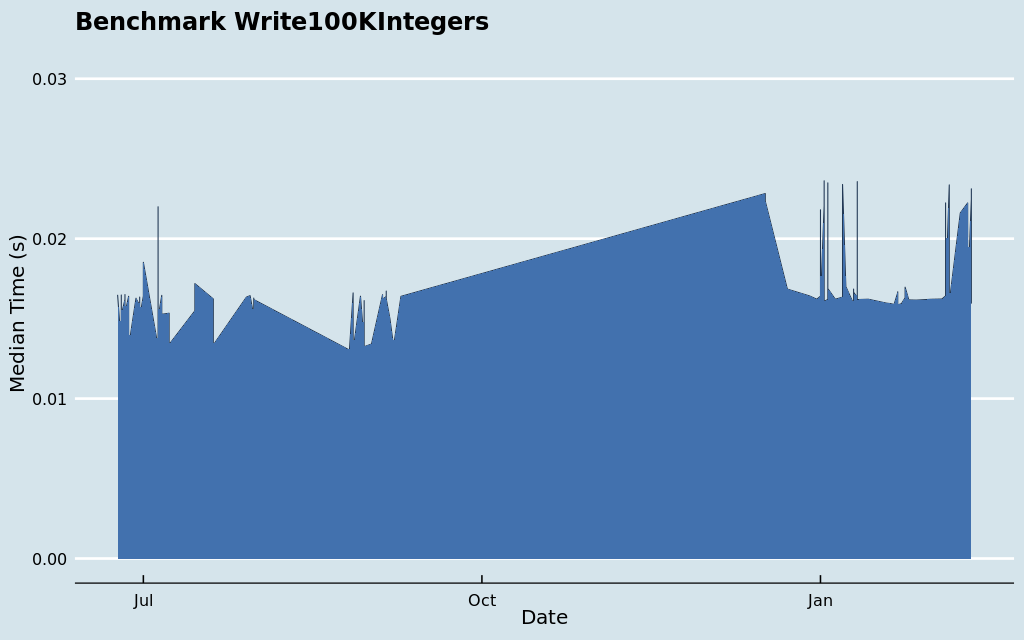 Benchmark Write100KIntegers
0.03
0.02
0.01
0.00
Median Time (s)
Jul
Oct
Jan
Date